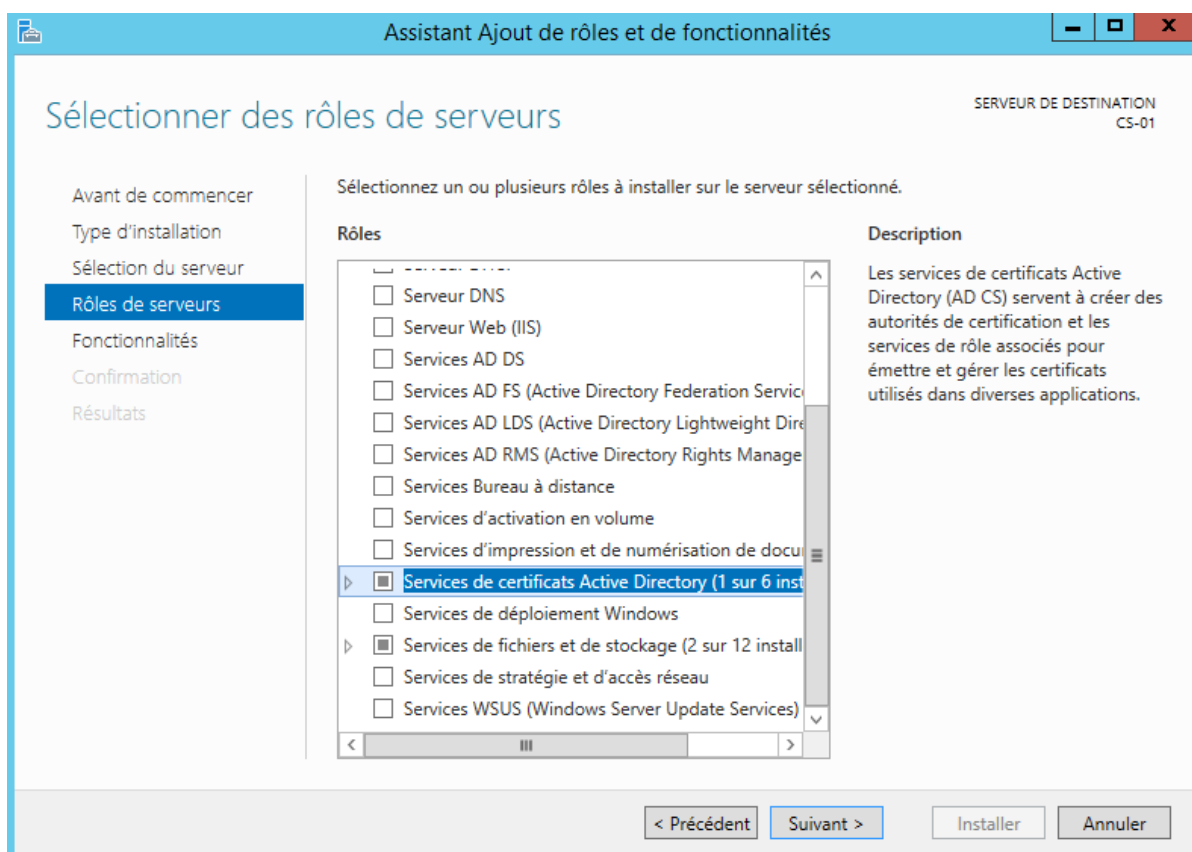 Assistant Ajout de rôles et de fonctionnalités
Sélectionner des rôles de serveurs
SERVEUR DE DESTINATION
CS-01
Avant de commencer
Type d'installation
Sélection du serveur
Rôles de serveurs
Fonctionnalités
Confirmation
Résultats
Sélectionnez un ou plusieurs rôles à installer sur le serveur sélectionné.
Rôles
Serveur DNS
Serveur Web (IIS)
Services AD DS
Services AD FS (Active Directory Federation Servic
Services AD LDS (Active Directory Lightweight Dire
Services AD RMS (Active Directory Rights Manage
Services Bureau à distance
Services d'activation en volume
Services d'impression et de numérisation de docu
Services de certificats Active Directory (1 sur 6 inst
Services de déploiement Windows
Services de fichiers et de stockage (2 sur 12 install
Services de stratégie et d'accès réseau
Services WSUS (Windows Server Update Services)
Description
Les services de certificats Active
Directory (AD CS) servent à créer des
autorités de certification et les
services de rôle associés pour
émettre et gérer les certificats
utilisés dans diverses applications.
< Précédent
Suivant >
Installer
Annuler